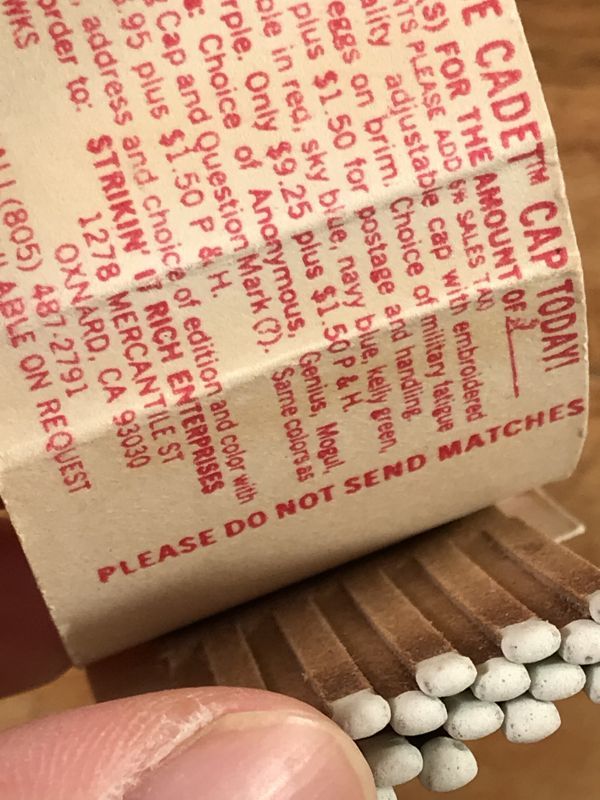 CADET™ CAP TODAY!
(S) FOR THE AMOUNT OF
PLEASE ADD 6% SALES TAX)
adjustable cap with embroidered
eggs on brim. Choice of military fatigue
plus $1.50 for postage and handling.
in red, sky blue, navy blue, kelly green,
Only $9.25 plus $1.50 P & H.
Choice of Anonymous, Genius, Mogul,
Cap and Question Mark (?). Same colors as
.95 plus $1.50 P & H.
address and choice of edition and color with
order to: STRIKIN' IT RICH ENTERPRISES
1278 MERCANTILE ST
OXNARD, CA 93030
(805) 487-2791
ABLE ON REQUEST
PLEASE DO NOT SEND MATCHES